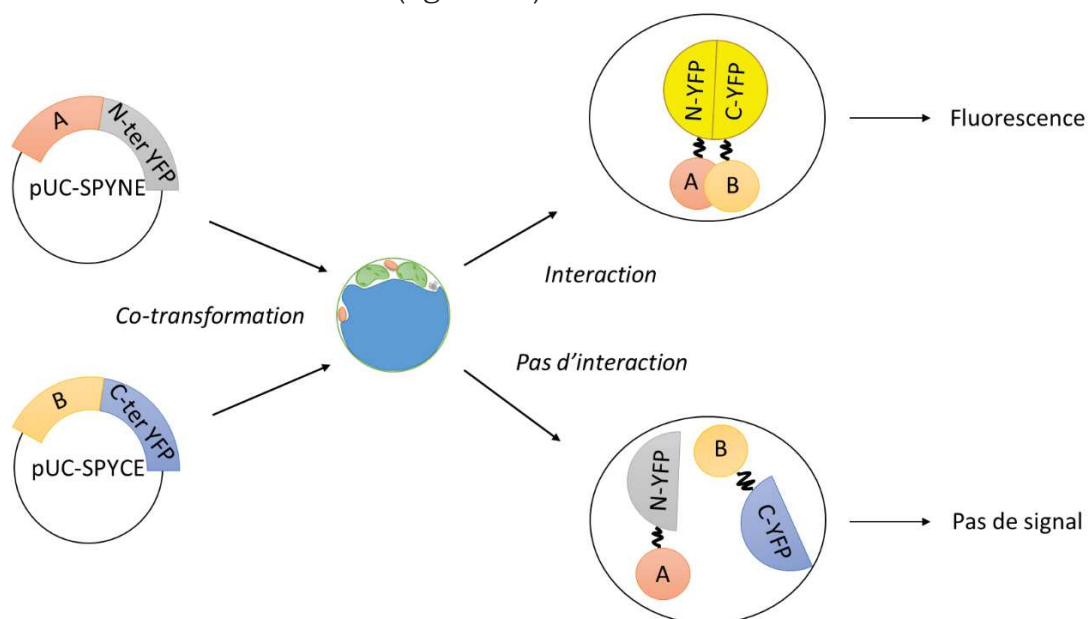 A
N-ter YFP
pUC-SPYNE
N-YFP
C-YFP
A
B
Fluorescence
Co-transformation
Interaction
Pas d'interaction
B
C-ter YFP
pUC-SPYCE
N-YFP
A
B
C-YFP
Pas de signal